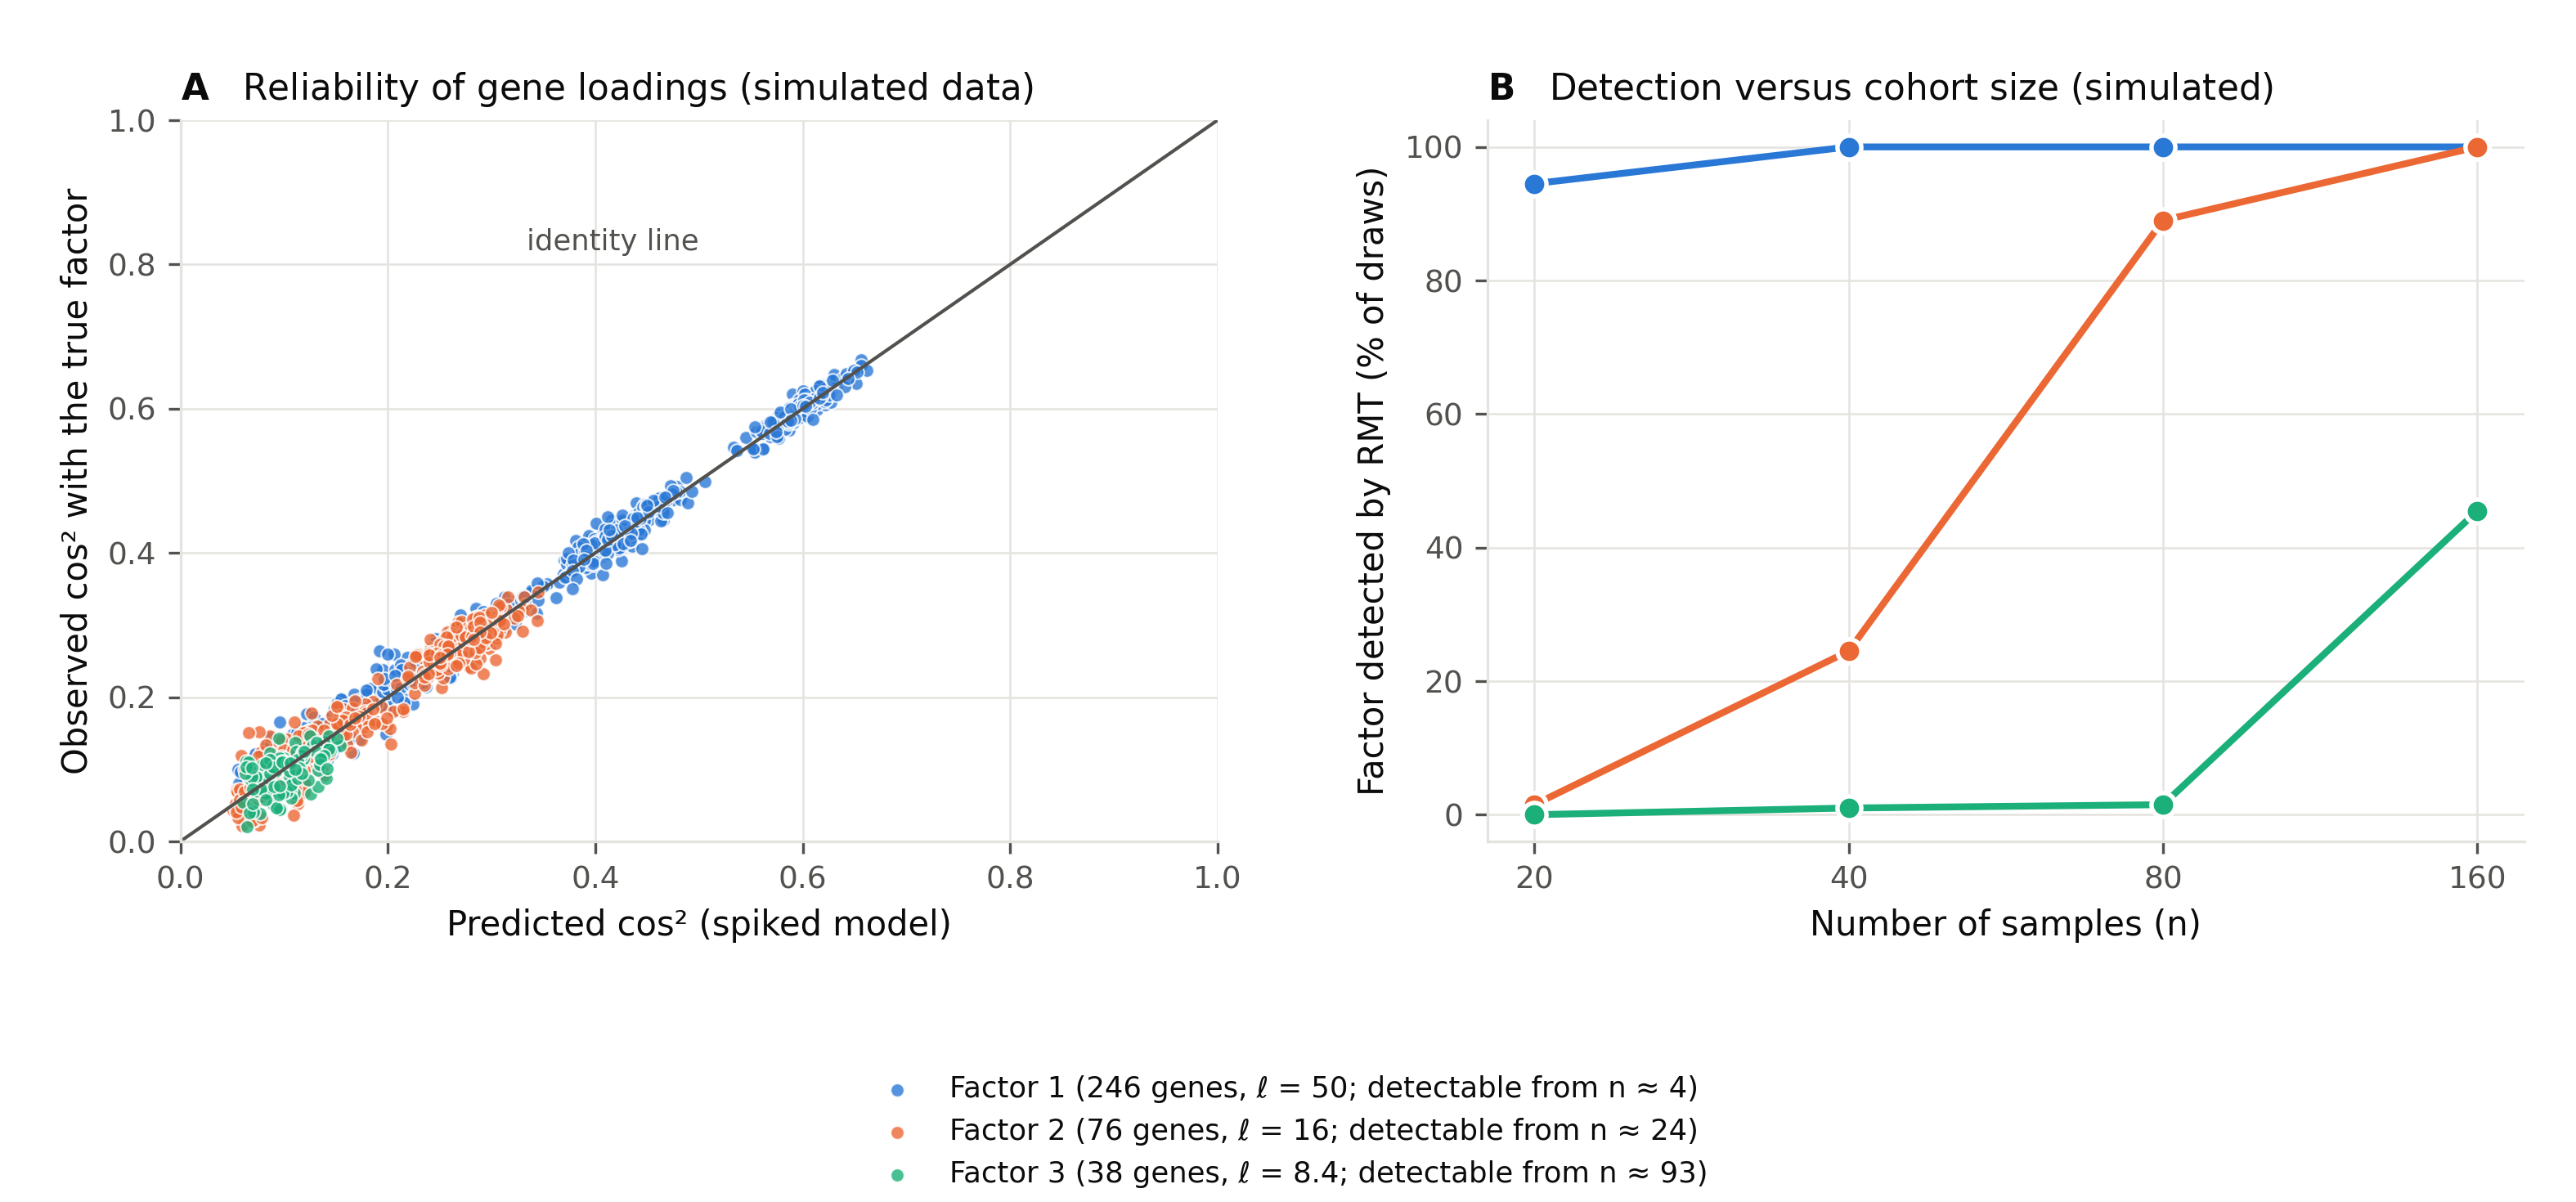 A Reliability of gene loadings (simulated data)
1.0
0.8
0.6
0.4
0.2
0.0
Observed cos² with the true factor
identity line
0.0 0.2 0.4 0.6 0.8 1.0
Predicted cos² (spiked model)
B Detection versus cohort size (simulated)
100
80
60
40
20
0
Factor detected by RMT (% of draws)
20 40 80 160
Number of samples (n)
Factor 1 (246 genes, ℓ = 50; detectable from n ≈ 4)
Factor 2 (76 genes, ℓ = 16; detectable from n ≈ 24)
Factor 3 (38 genes, ℓ = 8.4; detectable from n ≈ 93)